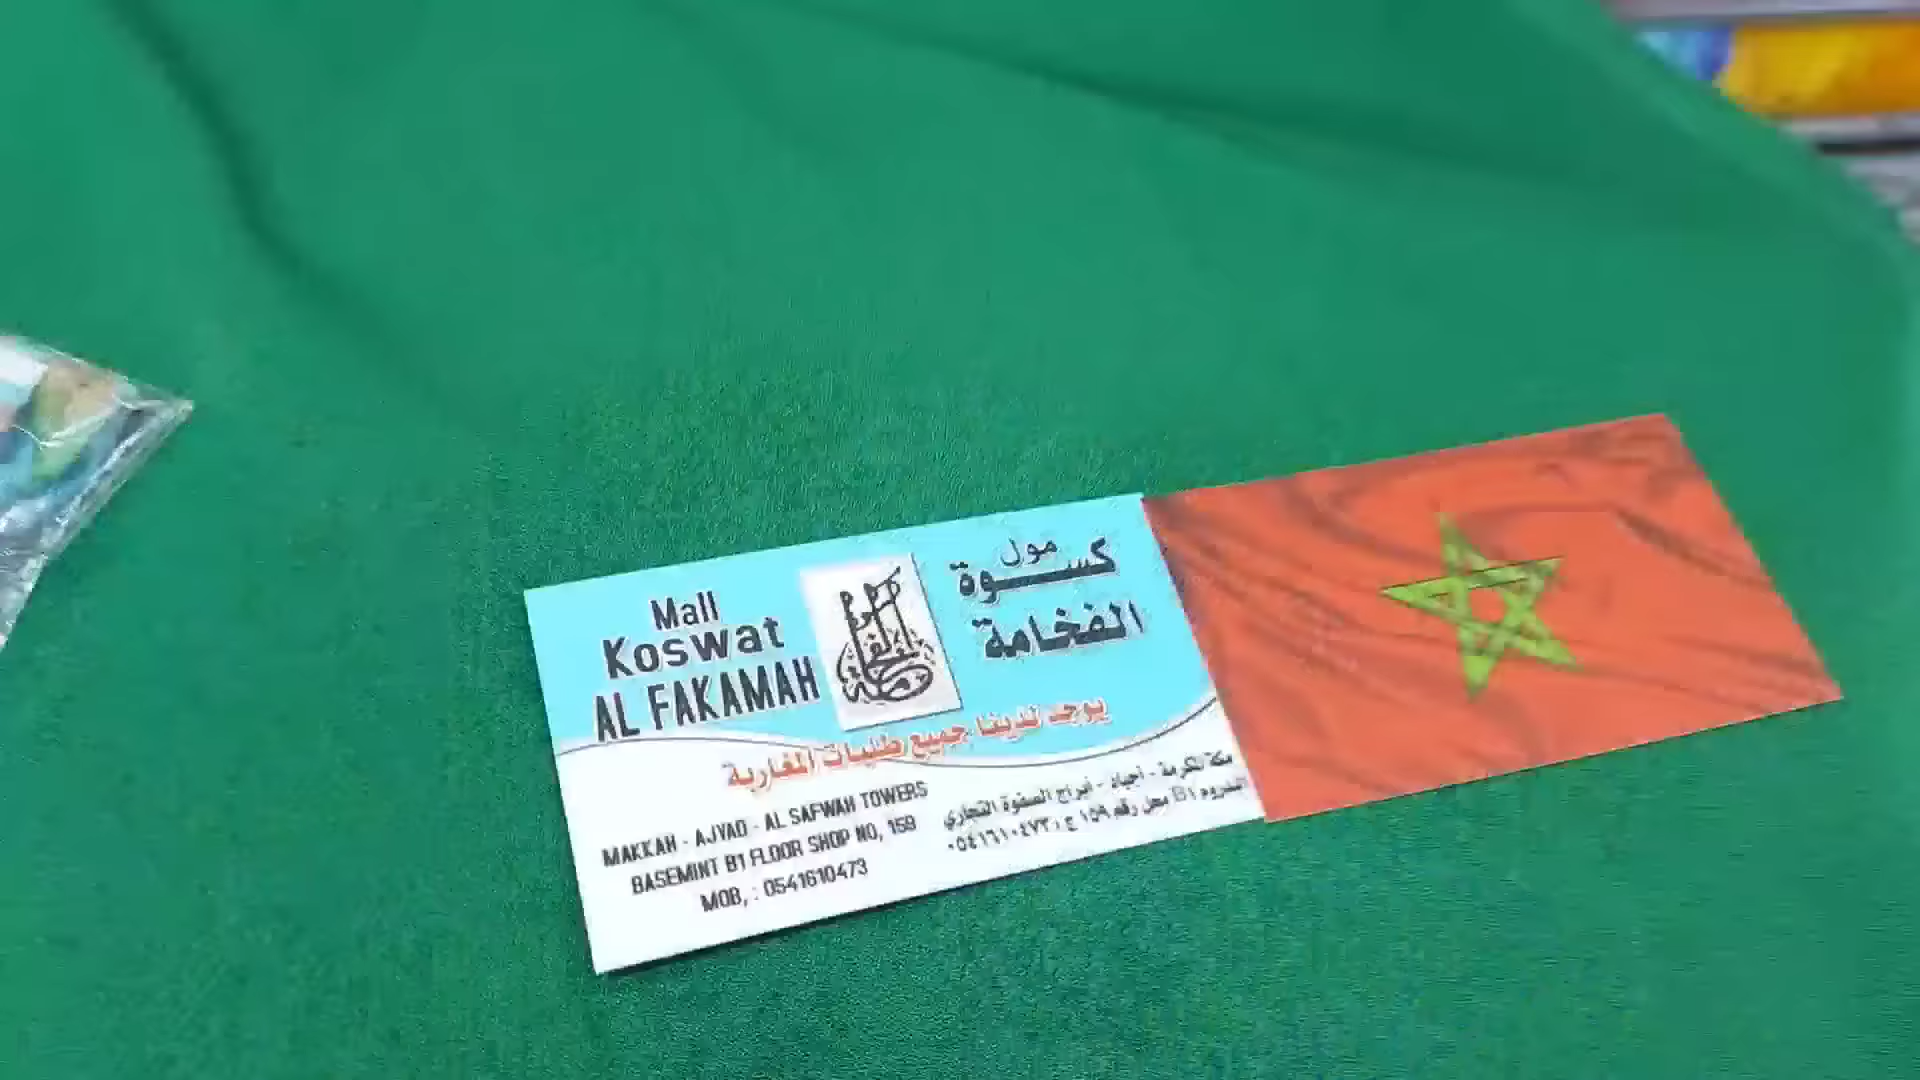 Mall
Koswat
AL FAKAMAH
مول
كسوة
الفخامة
يوجد لدينا جميع طلبات المغاربة
MAKKAH - AJYAD - AL SAFWAH TOWERS
BASEMINT B1 FLOOR SHOP NO, 159
MOB, : 0541610473
مكة المكرمة - أجياد - أبراج الصفوة التجاري
البدروم B١ محل رقم ١٥٩ ج
٠٥٤١٦١٠٤٧٣